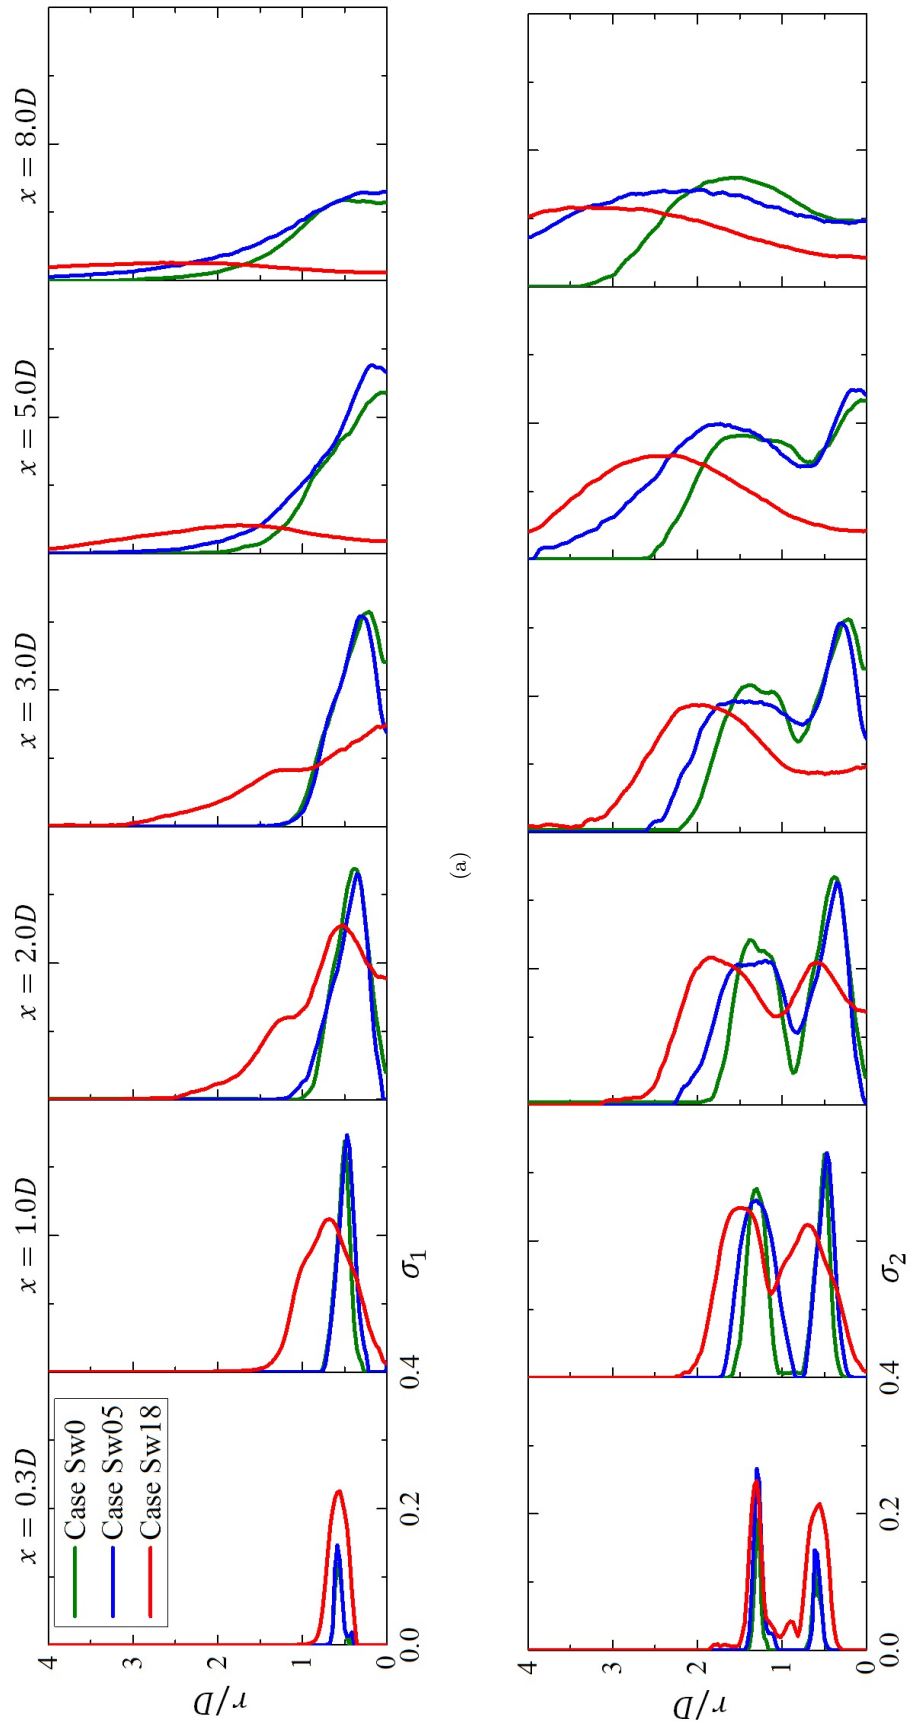 x = 0.3D x = 1.0D x = 2.0D x = 3.0D x = 5.0D x = 8.0D
Case Sw0
Case Sw05
Case Sw18
4
3
2
1
0
r/D
0.0 0.2 0.4
σ1
(a)
4
3
2
1
0
r/D
0.0 0.2 0.4
σ2